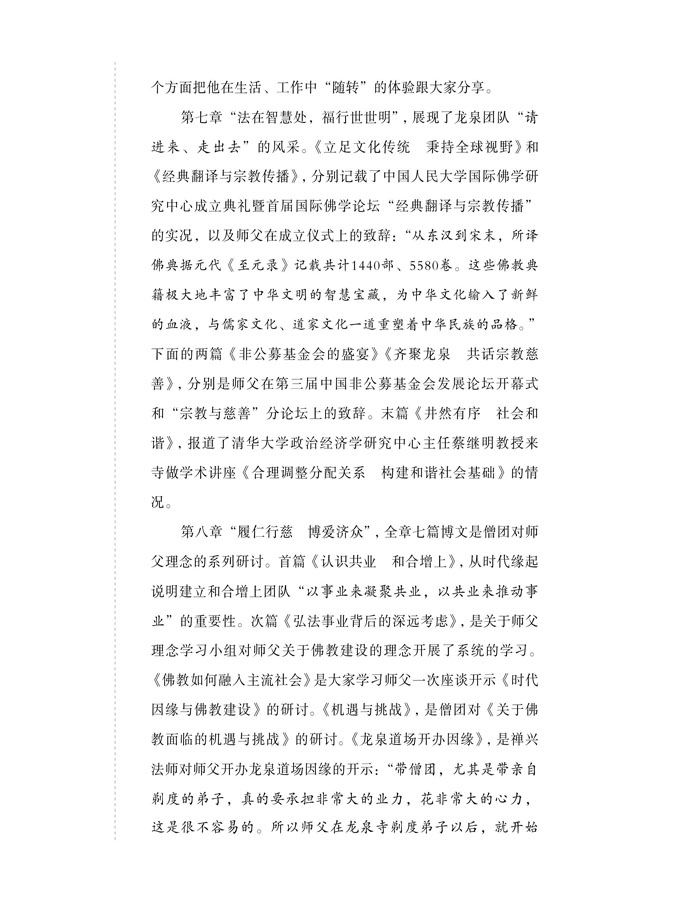 个方面把他在生活、工作中“随转”的体验跟大家分享。
第七章“法在智慧处，福行世世明”，展现了龙泉团队“请
进来、走出去”的风采。《立足文化传统　秉持全球视野》和
《经典翻译与宗教传播》，分别记载了中国人民大学国际佛学研
究中心成立典礼暨首届国际佛学论坛“经典翻译与宗教传播”
的实况，以及师父在成立仪式上的致辞：“从东汉到宋末，所译
佛典据元代《至元录》记载共计1440部、5580卷。这些佛教典
籍极大地丰富了中华文明的智慧宝藏，为中华文化输入了新鲜
的血液，与儒家文化、道家文化一道重塑着中华民族的品格。”
下面的两篇《非公募基金会的盛宴》《齐聚龙泉　共话宗教慈
善》，分别是师父在第三届中国非公募基金会发展论坛开幕式
和“宗教与慈善”分论坛上的致辞。末篇《井然有序　社会和
谐》，报道了清华大学政治经济学研究中心主任蔡继明教授来
寺做学术讲座《合理调整分配关系　构建和谐社会基础》的情
况。
第八章“履仁行慈　博爱济众”，全章七篇博文是僧团对师
父理念的系列研讨。首篇《认识共业　和合增上》，从时代缘起
说明建立和合增上团队“以事业来凝聚共业，以共业来推动事
业”的重要性。次篇《弘法事业背后的深远考虑》，是关于师父
理念学习小组对师父关于佛教建设的理念开展了系统的学习。
《佛教如何融入主流社会》是大家学习师父一次座谈开示《时代
因缘与佛教建设》的研讨。《机遇与挑战》，是僧团对《关于佛
教面临的机遇与挑战》的研讨。《龙泉道场开办因缘》，是禅兴
法师对师父开办龙泉道场因缘的开示：“带僧团，尤其是带亲自
剃度的弟子，真的要承担非常大的业力，花非常大的心力，
这是很不容易的。所以师父在龙泉寺剃度弟子以后，就开始